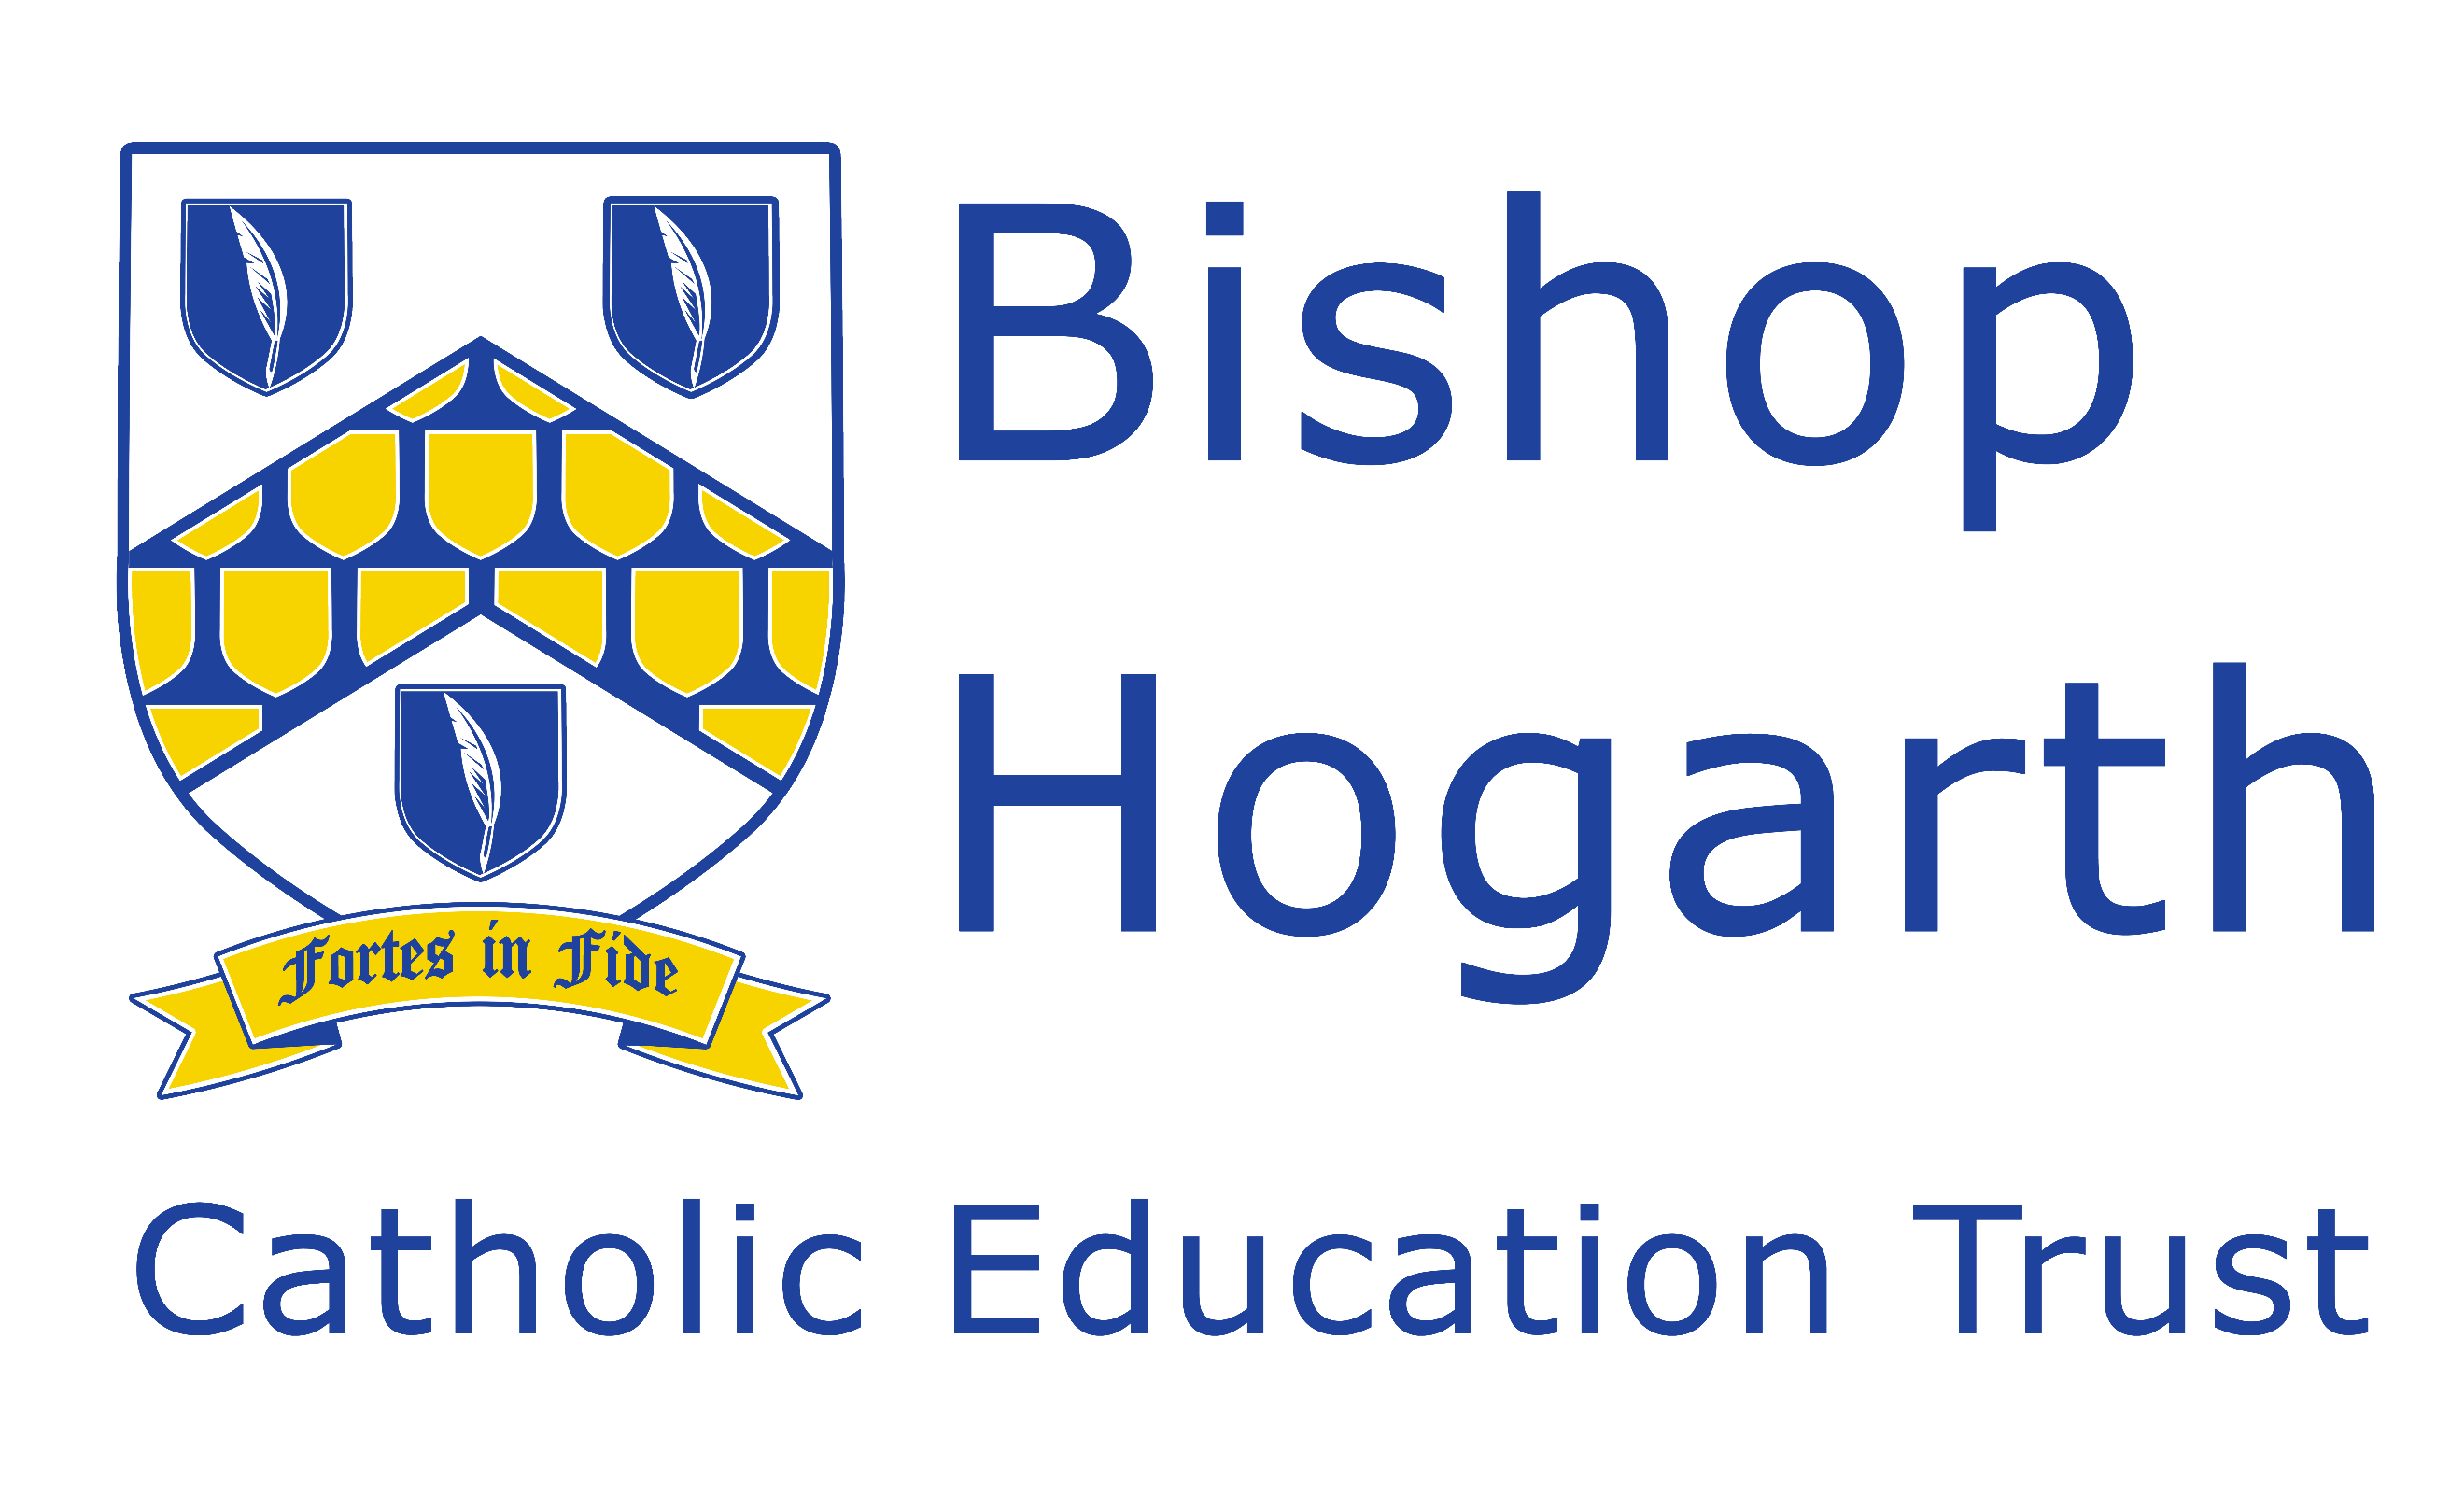 Bishop
Hogarth
Fortes in Fide
Catholic Education Trust